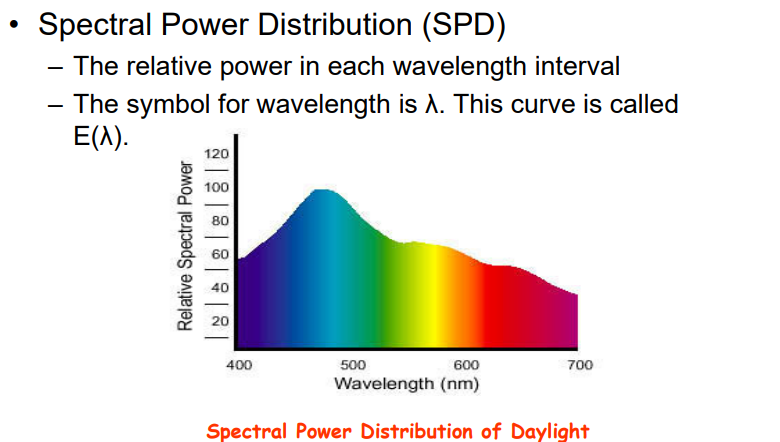 • Spectral Power Distribution (SPD)
– The relative power in each wavelength interval
– The symbol for wavelength is λ. This curve is called
E(λ).
Relative Spectral Power
120
100
80
60
40
20
400 500 600 700
Wavelength (nm)
Spectral Power Distribution of Daylight